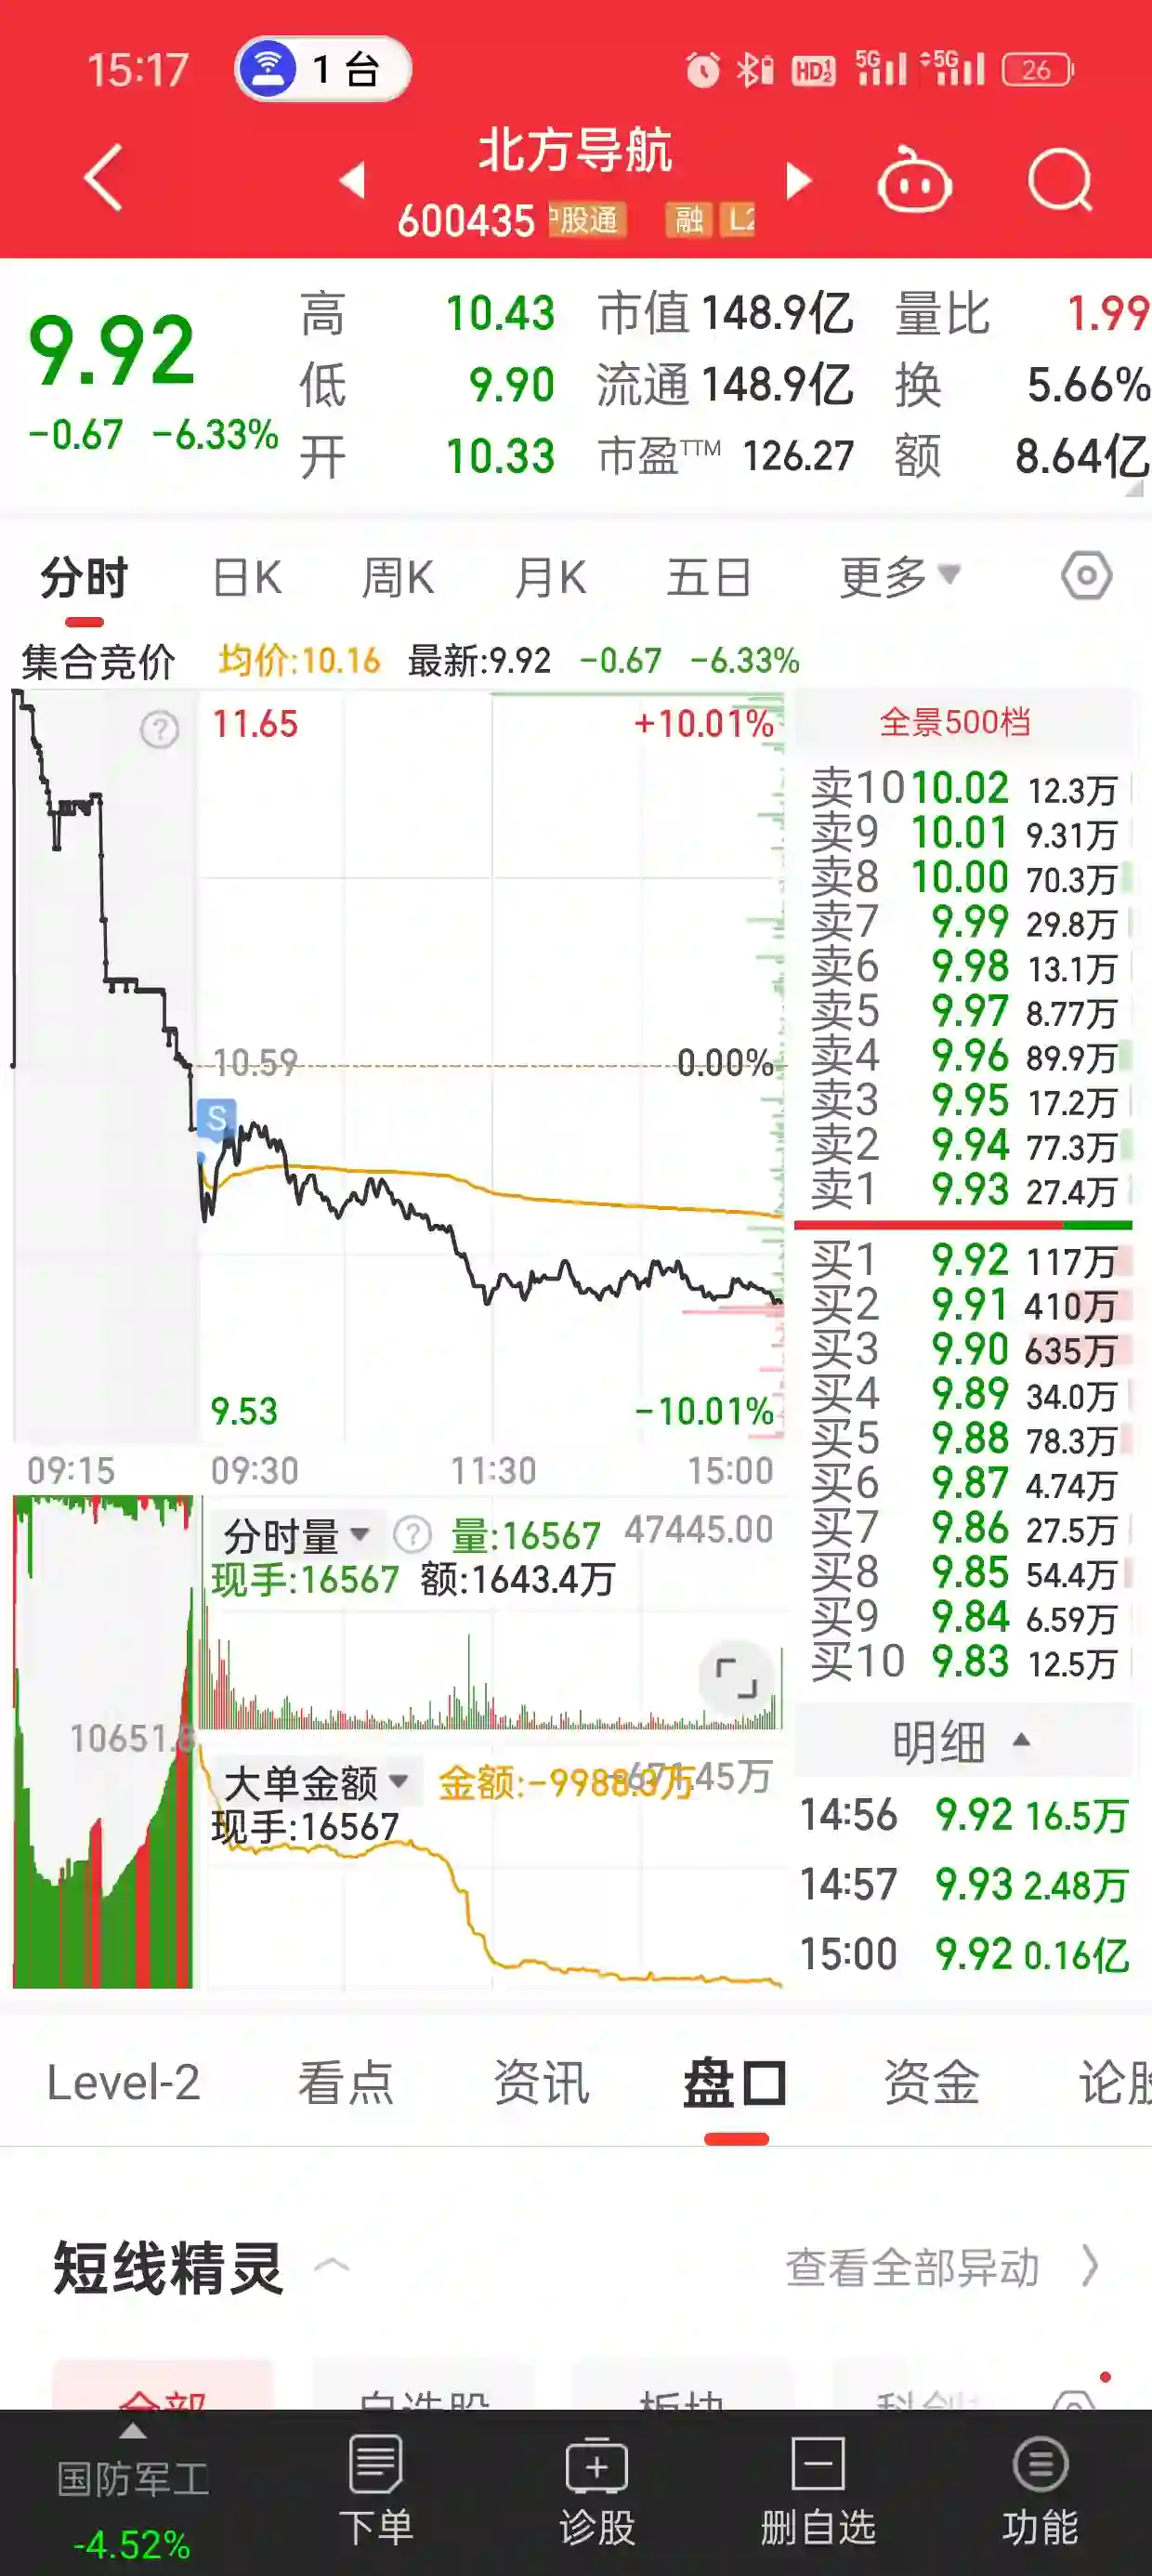 15:17 1 台 HD12 5G 5G 26
北方导航
600435 股通 融 L2
9.92
-0.67 -6.33%
高 10.43 市值 148.9亿 量比 1.99
低 9.90 流通 148.9亿 换 5.66%
开 10.33 市盈TTM 126.27 额 8.64亿
分时 日K 周K 月K 五日 更多
集合竞价 均价:10.16 最新:9.92 -0.67 -6.33%
11.65 +10.01%
10.59 0.00%
S
9.53 -10.01%
09:15 09:30 11:30 15:00
全景500档
卖10 10.02 12.3万
卖9 10.01 9.31万
卖8 10.00 70.3万
卖7 9.99 29.8万
卖6 9.98 13.1万
卖5 9.97 8.77万
卖4 9.96 89.9万
卖3 9.95 17.2万
卖2 9.94 77.3万
卖1 9.93 27.4万
买1 9.92 117万
买2 9.91 410万
买3 9.90 635万
买4 9.89 34.0万
买5 9.88 78.3万
买6 9.87 4.74万
买7 9.86 27.5万
买8 9.85 54.4万
买9 9.84 6.59万
买10 9.83 12.5万
分时量 量:16567 47445.00
现手:16567 额:1643.4万
10651.8
大单金额 金额:-9988.3万
现手:16567
明细
14:56 9.92 16.5万
14:57 9.93 2.48万
15:00 9.92 0.16亿
Level-2 看点 资讯 盘口 资金 论股
短线精灵 查看全部异动
全部 自选股 板块 科创
国防军工 下单 诊股 删自选 功能
-4.52%